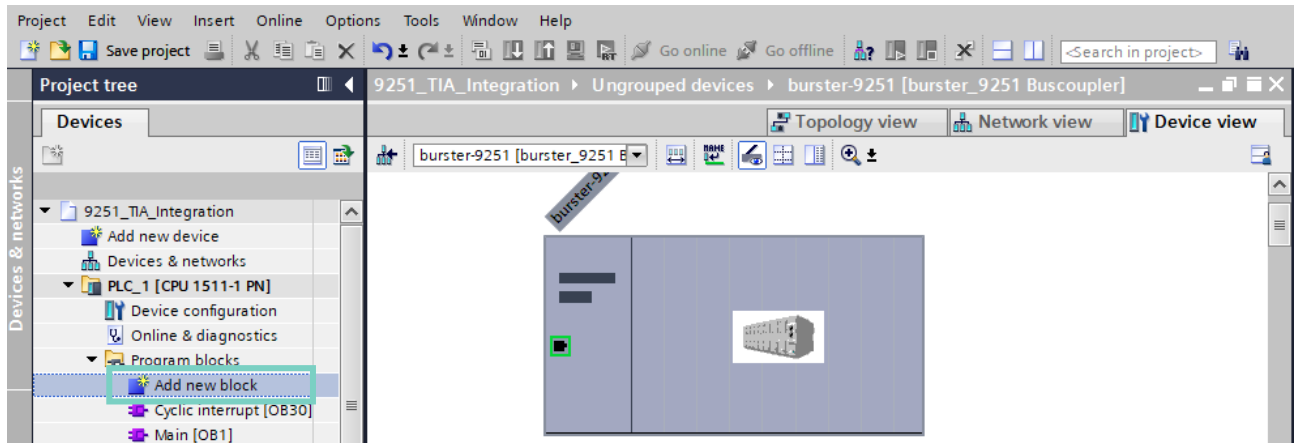 Project Edit View Insert Online Options Tools Window Help
Save project Go online Go offline <Search in project>
Project tree 9251_TIA_Integration Ungrouped devices burster-9251 [burster_9251 Buscoupler]
Devices Topology view Network view Device view
burster-9251 [burster_9251 B
Devices & networks
9251_TIA_Integration
Add new device
Devices & networks
PLC_1 [CPU 1511-1 PN]
Device configuration
Online & diagnostics
Program blocks
Add new block
Cyclic interrupt [OB30]
Main [OB1]
burster-92